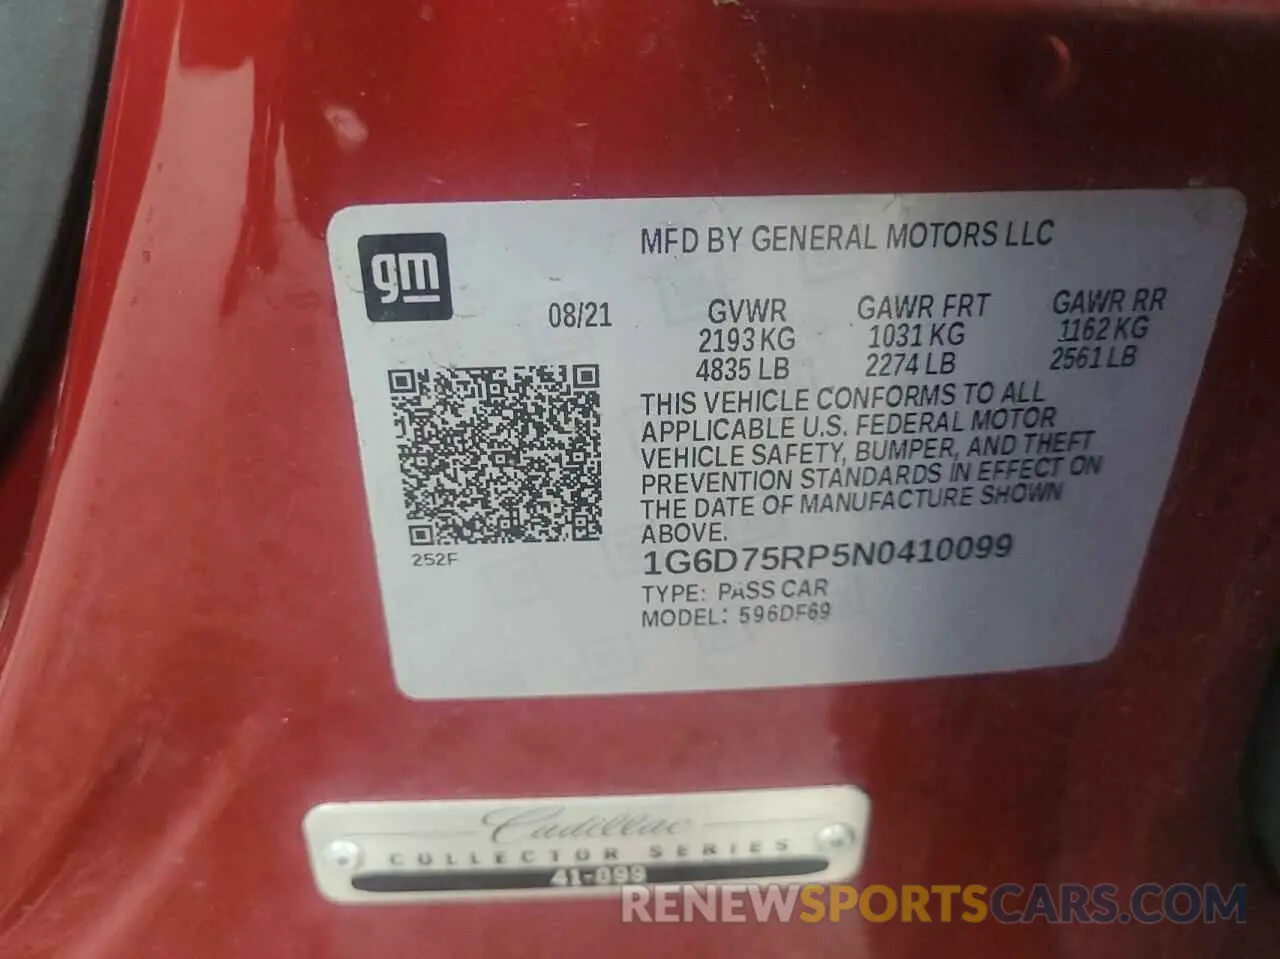 MFD BY GENERAL MOTORS LLC
gm
08/21
GVWR GAWR FRT GAWR RR
2193 KG 1031 KG 1162 KG
4835 LB 2274 LB 2561 LB
THIS VEHICLE CONFORMS TO ALL
APPLICABLE U.S. FEDERAL MOTOR
VEHICLE SAFETY, BUMPER, AND THEFT
PREVENTION STANDARDS IN EFFECT ON
THE DATE OF MANUFACTURE SHOWN
ABOVE.
252F
1G6D75RP5N0410099
TYPE: PASS CAR
MODEL: 596DF69
Cadillac
COLLECTOR SERIES
41-099
RENEWSPORTSCARS.COM